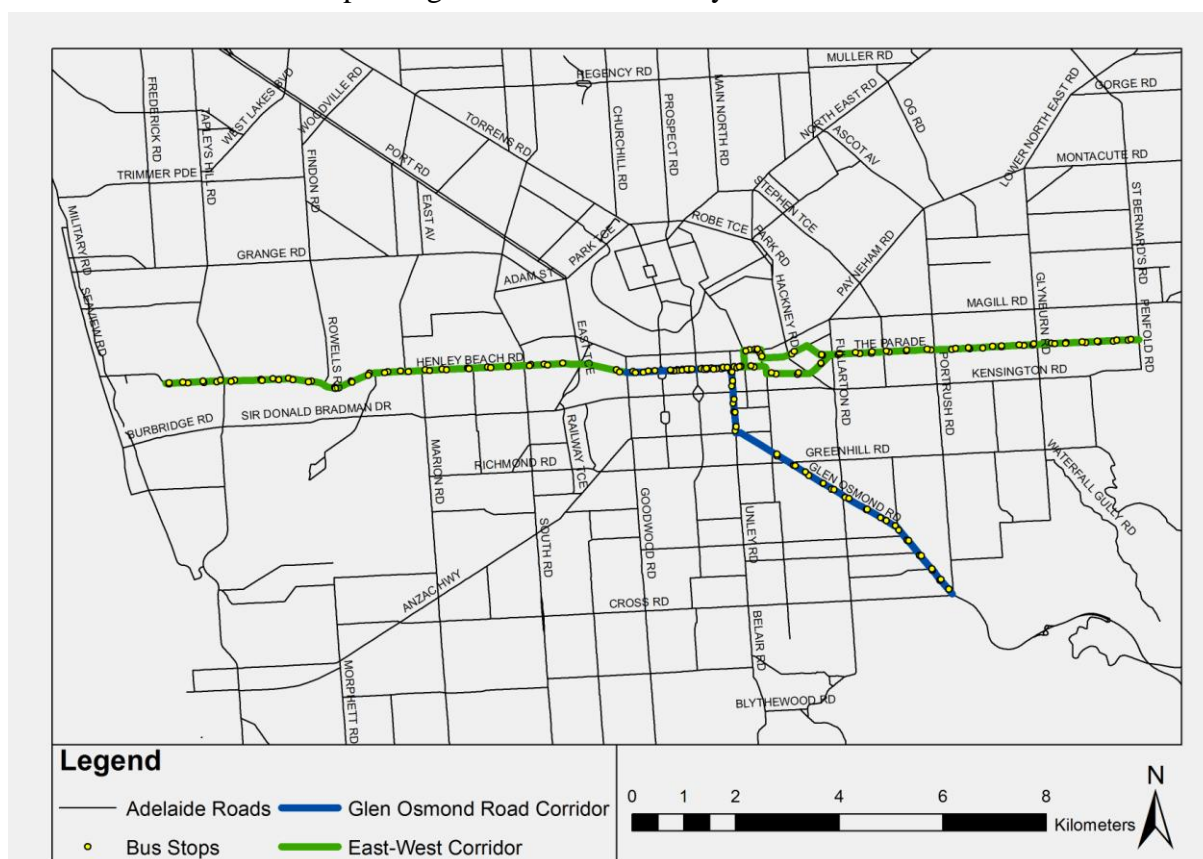 MULLER RD
REGENCY RD
GORGE RD
FREDERICK RD
TAPLEYS HILL RD
WEST LAKES BVD
WOODVILLE RD
TORRENS RD
CHURCHILL RD
PROSPECT RD
MAIN NORTH RD
NORTH EAST RD
OG RD
ASCOT AV
LOWER NORTH EAST RD
MONTACUTE RD
TRIMMER PDE
FINDON RD
PORT RD
EAST AV
STEPHEN TCE
ST BERNARD'S RD
MILITARY RD
ROBE TCE
PARK TCE
PARK RD
PAYNEHAM RD
GRANGE RD
ADAM ST
HACKNEY RD
GLYNBURN RD
SEAVIEW RD
MAGILL RD
PENFOLD RD
ROWELLS RD
EAST TCE
HENLEY BEACH RD
FULLARTON RD
THE PARADE
PORTRUSH RD
KENSINGTON RD
BURBRIDGE RD
SIR DONALD BRADMAN DR
RAILWAY TCE
MARION RD
RICHMOND RD
GREENHILL RD
GLEN OSMOND RD
WATERFALL GULLY RD
GOODWOOD RD
UNLEY RD
SOUTH RD
ANZAC HWY
CROSS RD
BELAIR RD
MORPHETT RD
BLYTHEWOOD RD
Legend
Adelaide Roads
Glen Osmond Road Corridor
Bus Stops
East-West Corridor
0 1 2 4 6 8
Kilometers
N